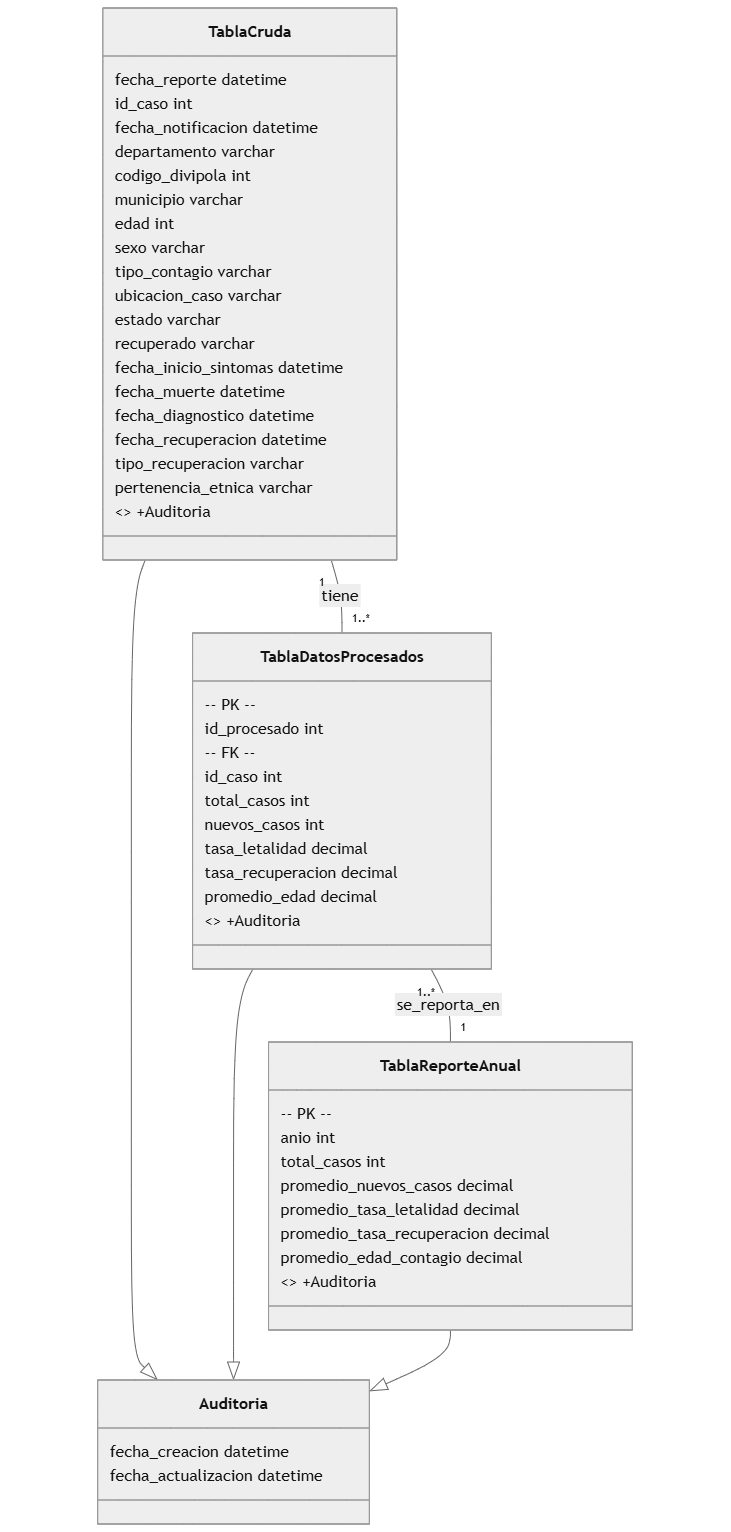 TablaCruda
fecha_reporte datetime
id_caso int
fecha_notificacion datetime
departamento varchar
codigo_divipola int
municipio varchar
edad int
sexo varchar
tipo_contagio varchar
ubicacion_caso varchar
estado varchar
recuperado varchar
fecha_inicio_sintomas datetime
fecha_muerte datetime
fecha_diagnostico datetime
fecha_recuperacion datetime
tipo_recuperacion varchar
pertenencia_etnica varchar
<> +Auditoria
1
tiene
1..*
TablaDatosProcesados
-- PK --
id_procesado int
-- FK --
id_caso int
total_casos int
nuevos_casos int
tasa_letalidad decimal
tasa_recuperacion decimal
promedio_edad decimal
<> +Auditoria
1..*
se_reporta_en
1
TablaReporteAnual
-- PK --
anio int
total_casos int
promedio_nuevos_casos decimal
promedio_tasa_letalidad decimal
promedio_tasa_recuperacion decimal
promedio_edad_contagio decimal
<> +Auditoria
Auditoria
fecha_creacion datetime
fecha_actualizacion datetime